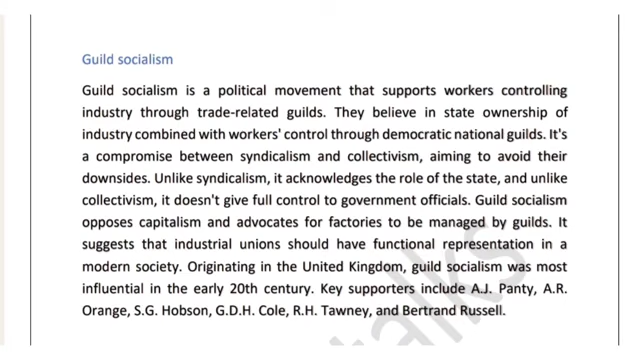 Guild socialism
Guild socialism is a political movement that supports workers controlling
industry through trade-related guilds. They believe in state ownership of
industry combined with workers' control through democratic national guilds. It's
a compromise between syndicalism and collectivism, aiming to avoid their
downsides. Unlike syndicalism, it acknowledges the role of the state, and unlike
collectivism, it doesn't give full control to government officials. Guild socialism
opposes capitalism and advocates for factories to be managed by guilds. It
suggests that industrial unions should have functional representation in a
modern society. Originating in the United Kingdom, guild socialism was most
influential in the early 20th century. Key supporters include A.J. Panty, A.R.
Orange, S.G. Hobson, G.D.H. Cole, R.H. Tawney, and Bertrand Russell.